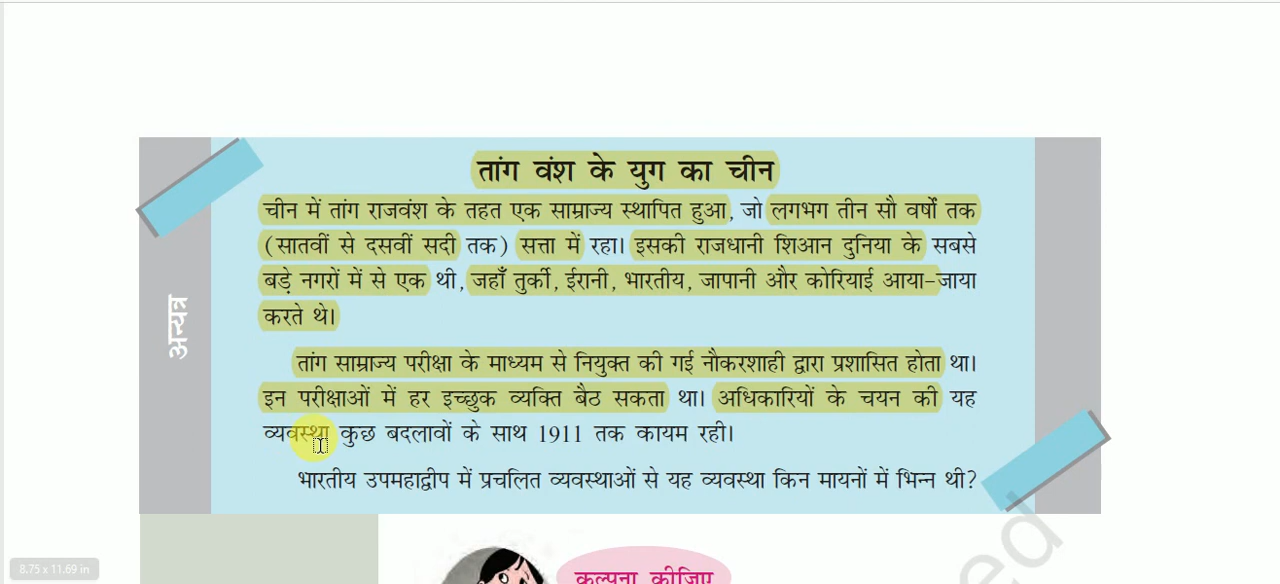 तांग वंश के युग का चीन
चीन में तांग राजवंश के तहत एक साम्राज्य स्थापित हुआ, जो लगभग तीन सौ वर्षों तक
(सातवीं से दसवीं सदी तक) सत्ता में रहा। इसकी राजधानी शिआन दुनिया के सबसे
बड़े नगरों में से एक थी, जहाँ तुर्की, ईरानी, भारतीय, जापानी और कोरियाई आया-जाया
करते थे।
अन्यत्र
तांग साम्राज्य परीक्षा के माध्यम से नियुक्त की गई नौकरशाही द्वारा प्रशासित होता था।
इन परीक्षाओं में हर इच्छुक व्यक्ति बैठ सकता था। अधिकारियों के चयन की यह
व्यवस्था कुछ बदलावों के साथ 1911 तक कायम रही।
भारतीय उपमहाद्वीप में प्रचलित व्यवस्थाओं से यह व्यवस्था किन मायनों में भिन्न थी?
ed
8.75 x 11.69 in
कल्पना कीजिए